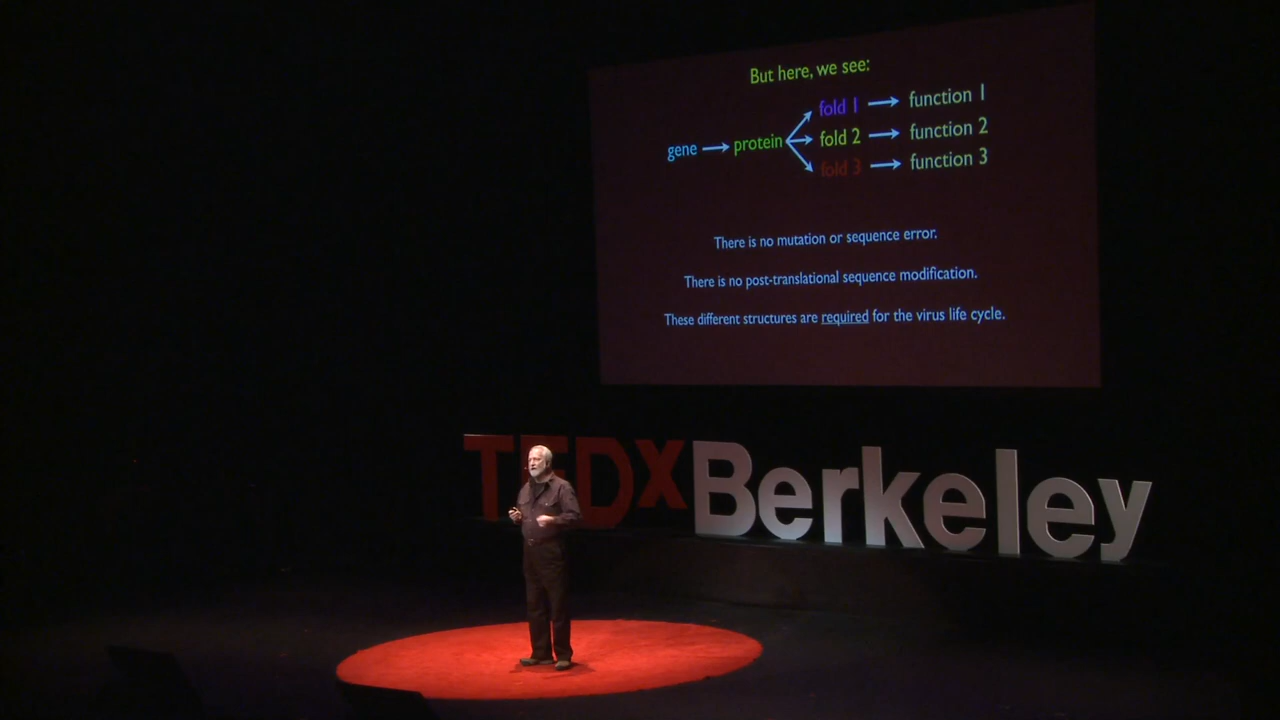 But here, we see:
fold 1 → function 1
gene → protein → fold 2 → function 2
fold 3 → function 3
There is no mutation or sequence error.
There is no post-translational sequence modification.
These different structures are required for the virus life cycle.
TEDxBerkeley